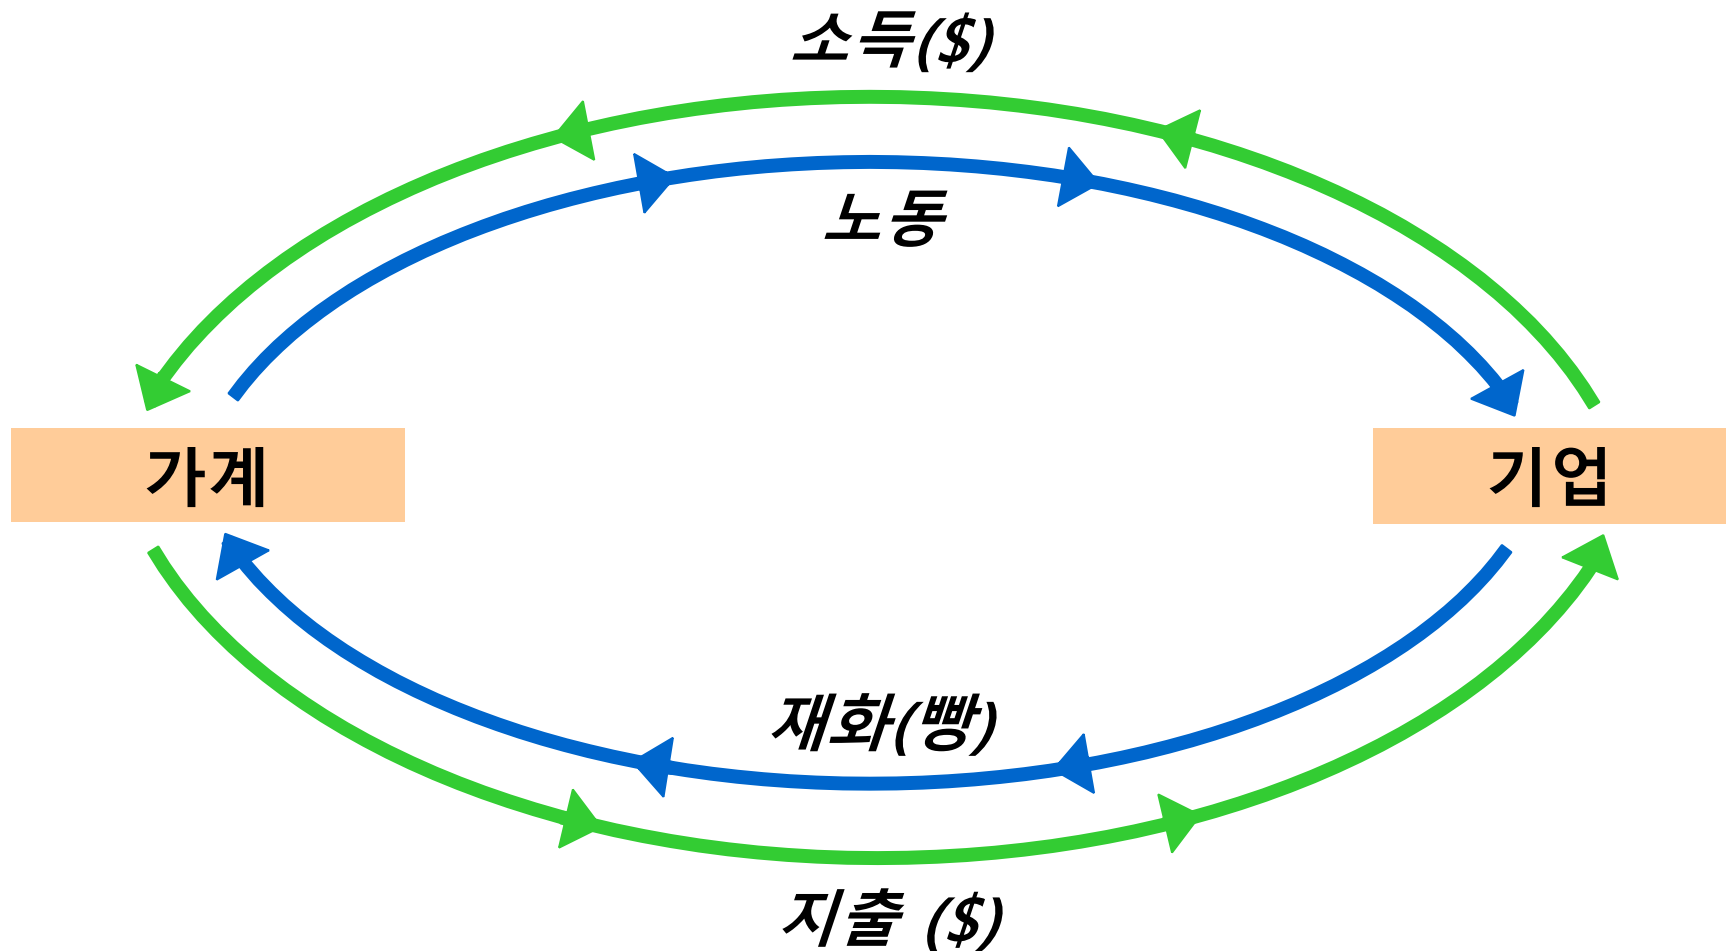 소득($)
노동
가계
기업
재화(빵)
지출 ($)